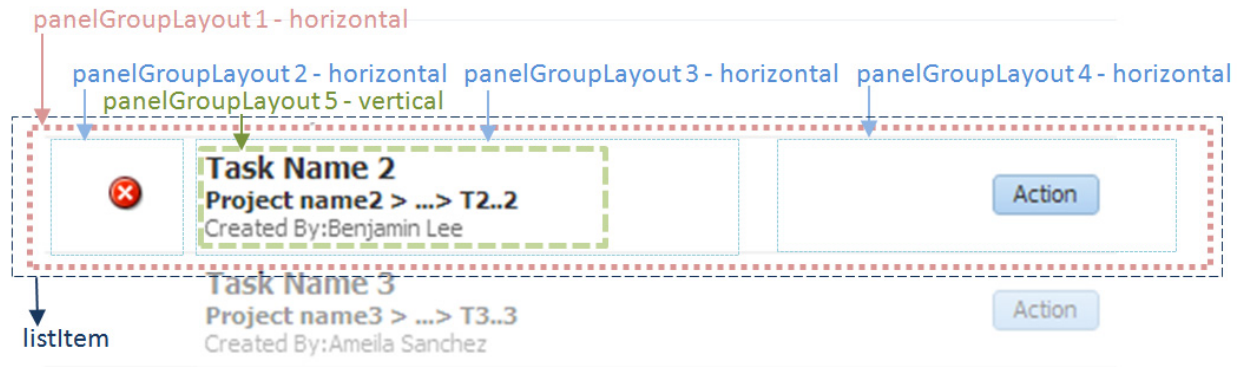 panelGroupLayout 1 - horizontal
panelGroupLayout 2 - horizontal panelGroupLayout 3 - horizontal panelGroupLayout 4 - horizontal
panelGroupLayout 5 - vertical
Task Name 2
Project name2 > ...> T2..2
Action
Created By:Benjamin Lee
Task Name 3
Project name3 > ...> T3..3
Action
Created By:Ameila Sanchez
listItem